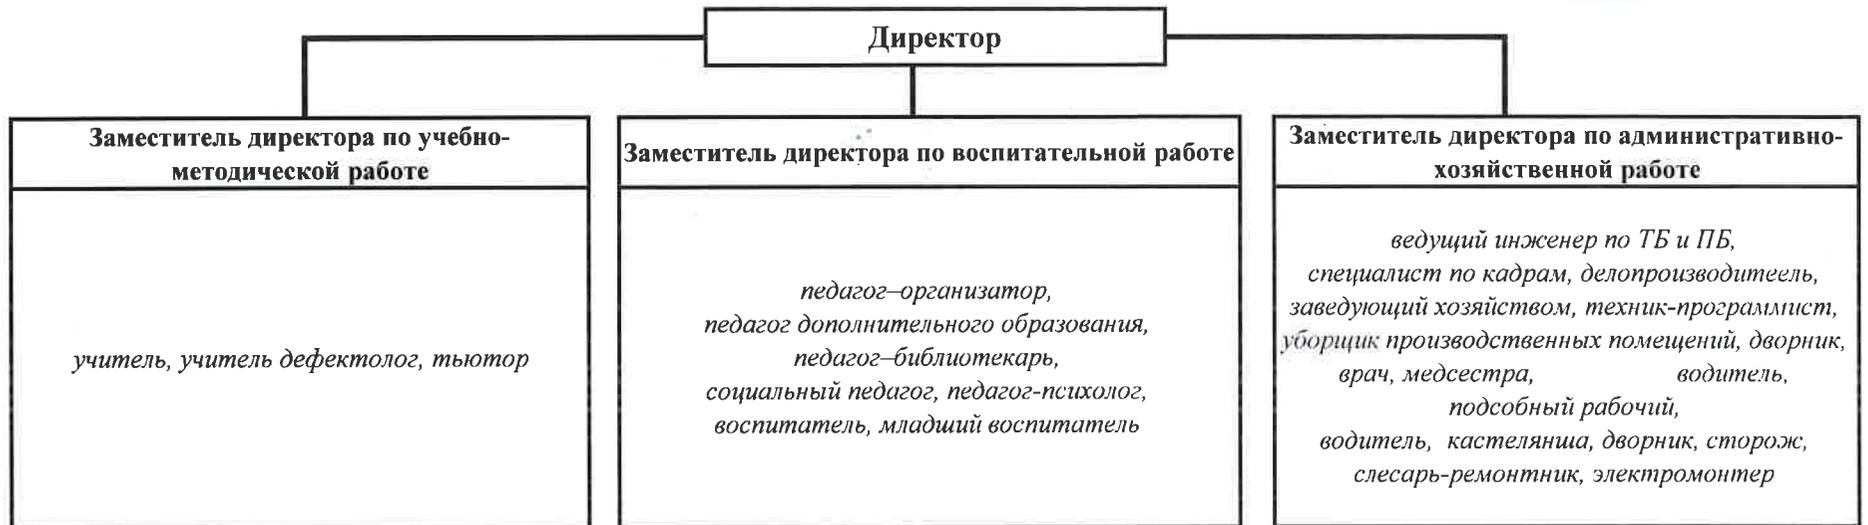 Директор
Заместитель директора по учебно-
методической работе
Заместитель директора по воспитательной работе
Заместитель директора по административно-
хозяйственной работе
учитель, учитель дефектолог, тьютор
педагог–организатор,
педагог дополнительного образования,
педагог–библиотекарь,
социальный педагог, педагог-психолог,
воспитатель, младший воспитатель
ведущий инженер по ТБ и ПБ,
специалист по кадрам, делопроизводитеель,
заведующий хозяйством, техник-программист,
уборщик производственных помещений, дворник,
врач, медсестра, водитель,
подсобный рабочий,
водитель, кастелянша, дворник, сторож,
слесарь-ремонтник, электромонтер